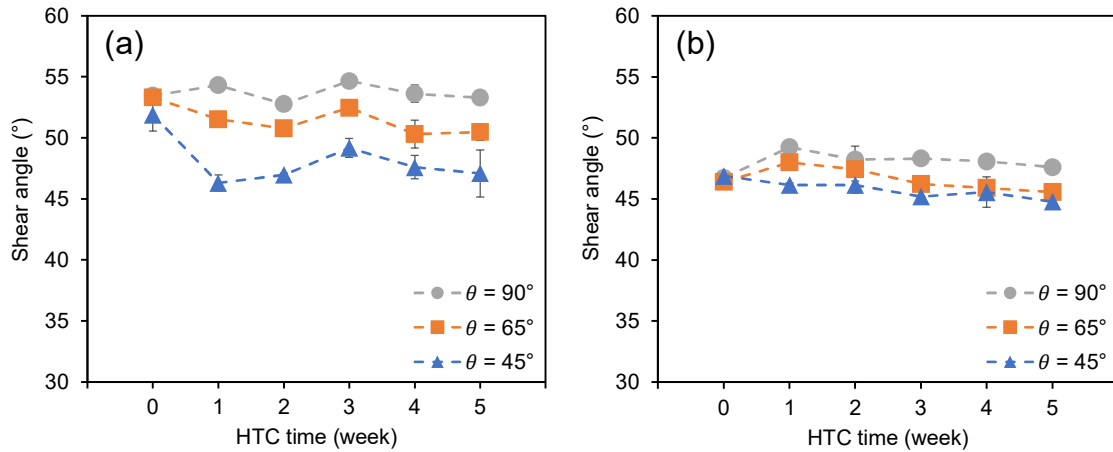 (a)
60
55
50
45
40
35
30
Shear angle (°)
0 1 2 3 4 5
HTC time (week)
θ = 90°
θ = 65°
θ = 45°
(b)
60
55
50
45
40
35
30
Shear angle (°)
0 1 2 3 4 5
HTC time (week)
θ = 90°
θ = 65°
θ = 45°